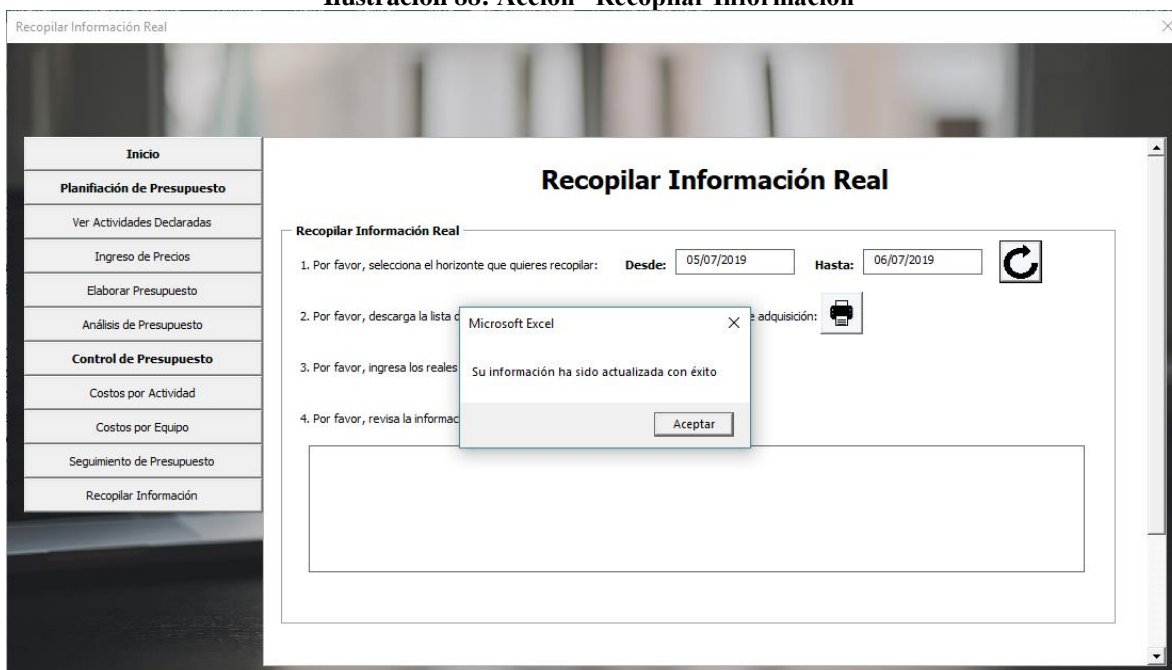 Ilustración 88: Acción "Recopilar Información"
Recopilar Información Real
Inicio
Planifiación de Presupuesto
Ver Actividades Declaradas
Ingreso de Precios
Elaborar Presupuesto
Análisis de Presupuesto
Control de Presupuesto
Costos por Actividad
Costos por Equipo
Seguimiento de Presupuesto
Recopilar Información
Recopilar Información Real
Recopilar Información Real
1. Por favor, selecciona el horizonte que quieres recopilar: Desde: 05/07/2019 Hasta: 06/07/2019
2. Por favor, descarga la lista adquisición:
3. Por favor, ingresa los reales
4. Por favor, revisa la
Microsoft Excel
Su información ha sido actualizada con éxito
Aceptar